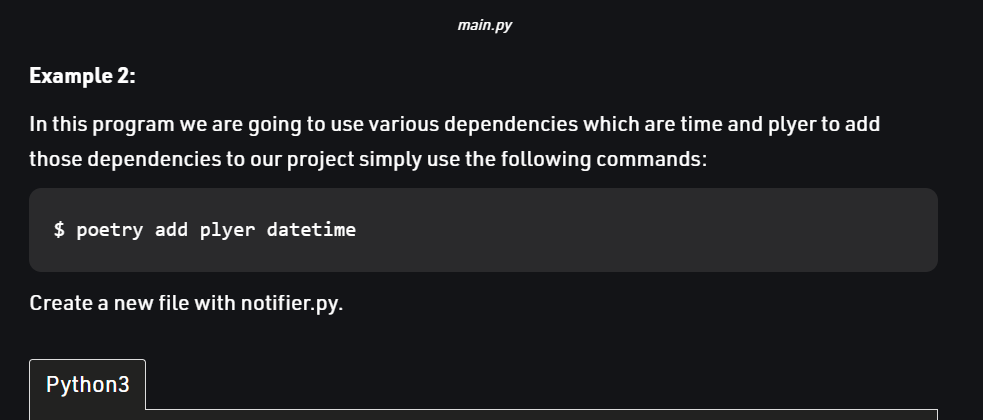 main.py
Example 2:
In this program we are going to use various dependencies which are time and plyer to add
those dependencies to our project simply use the following commands:
$ poetry add plyer datetime
Create a new file with notifier.py.
Python3